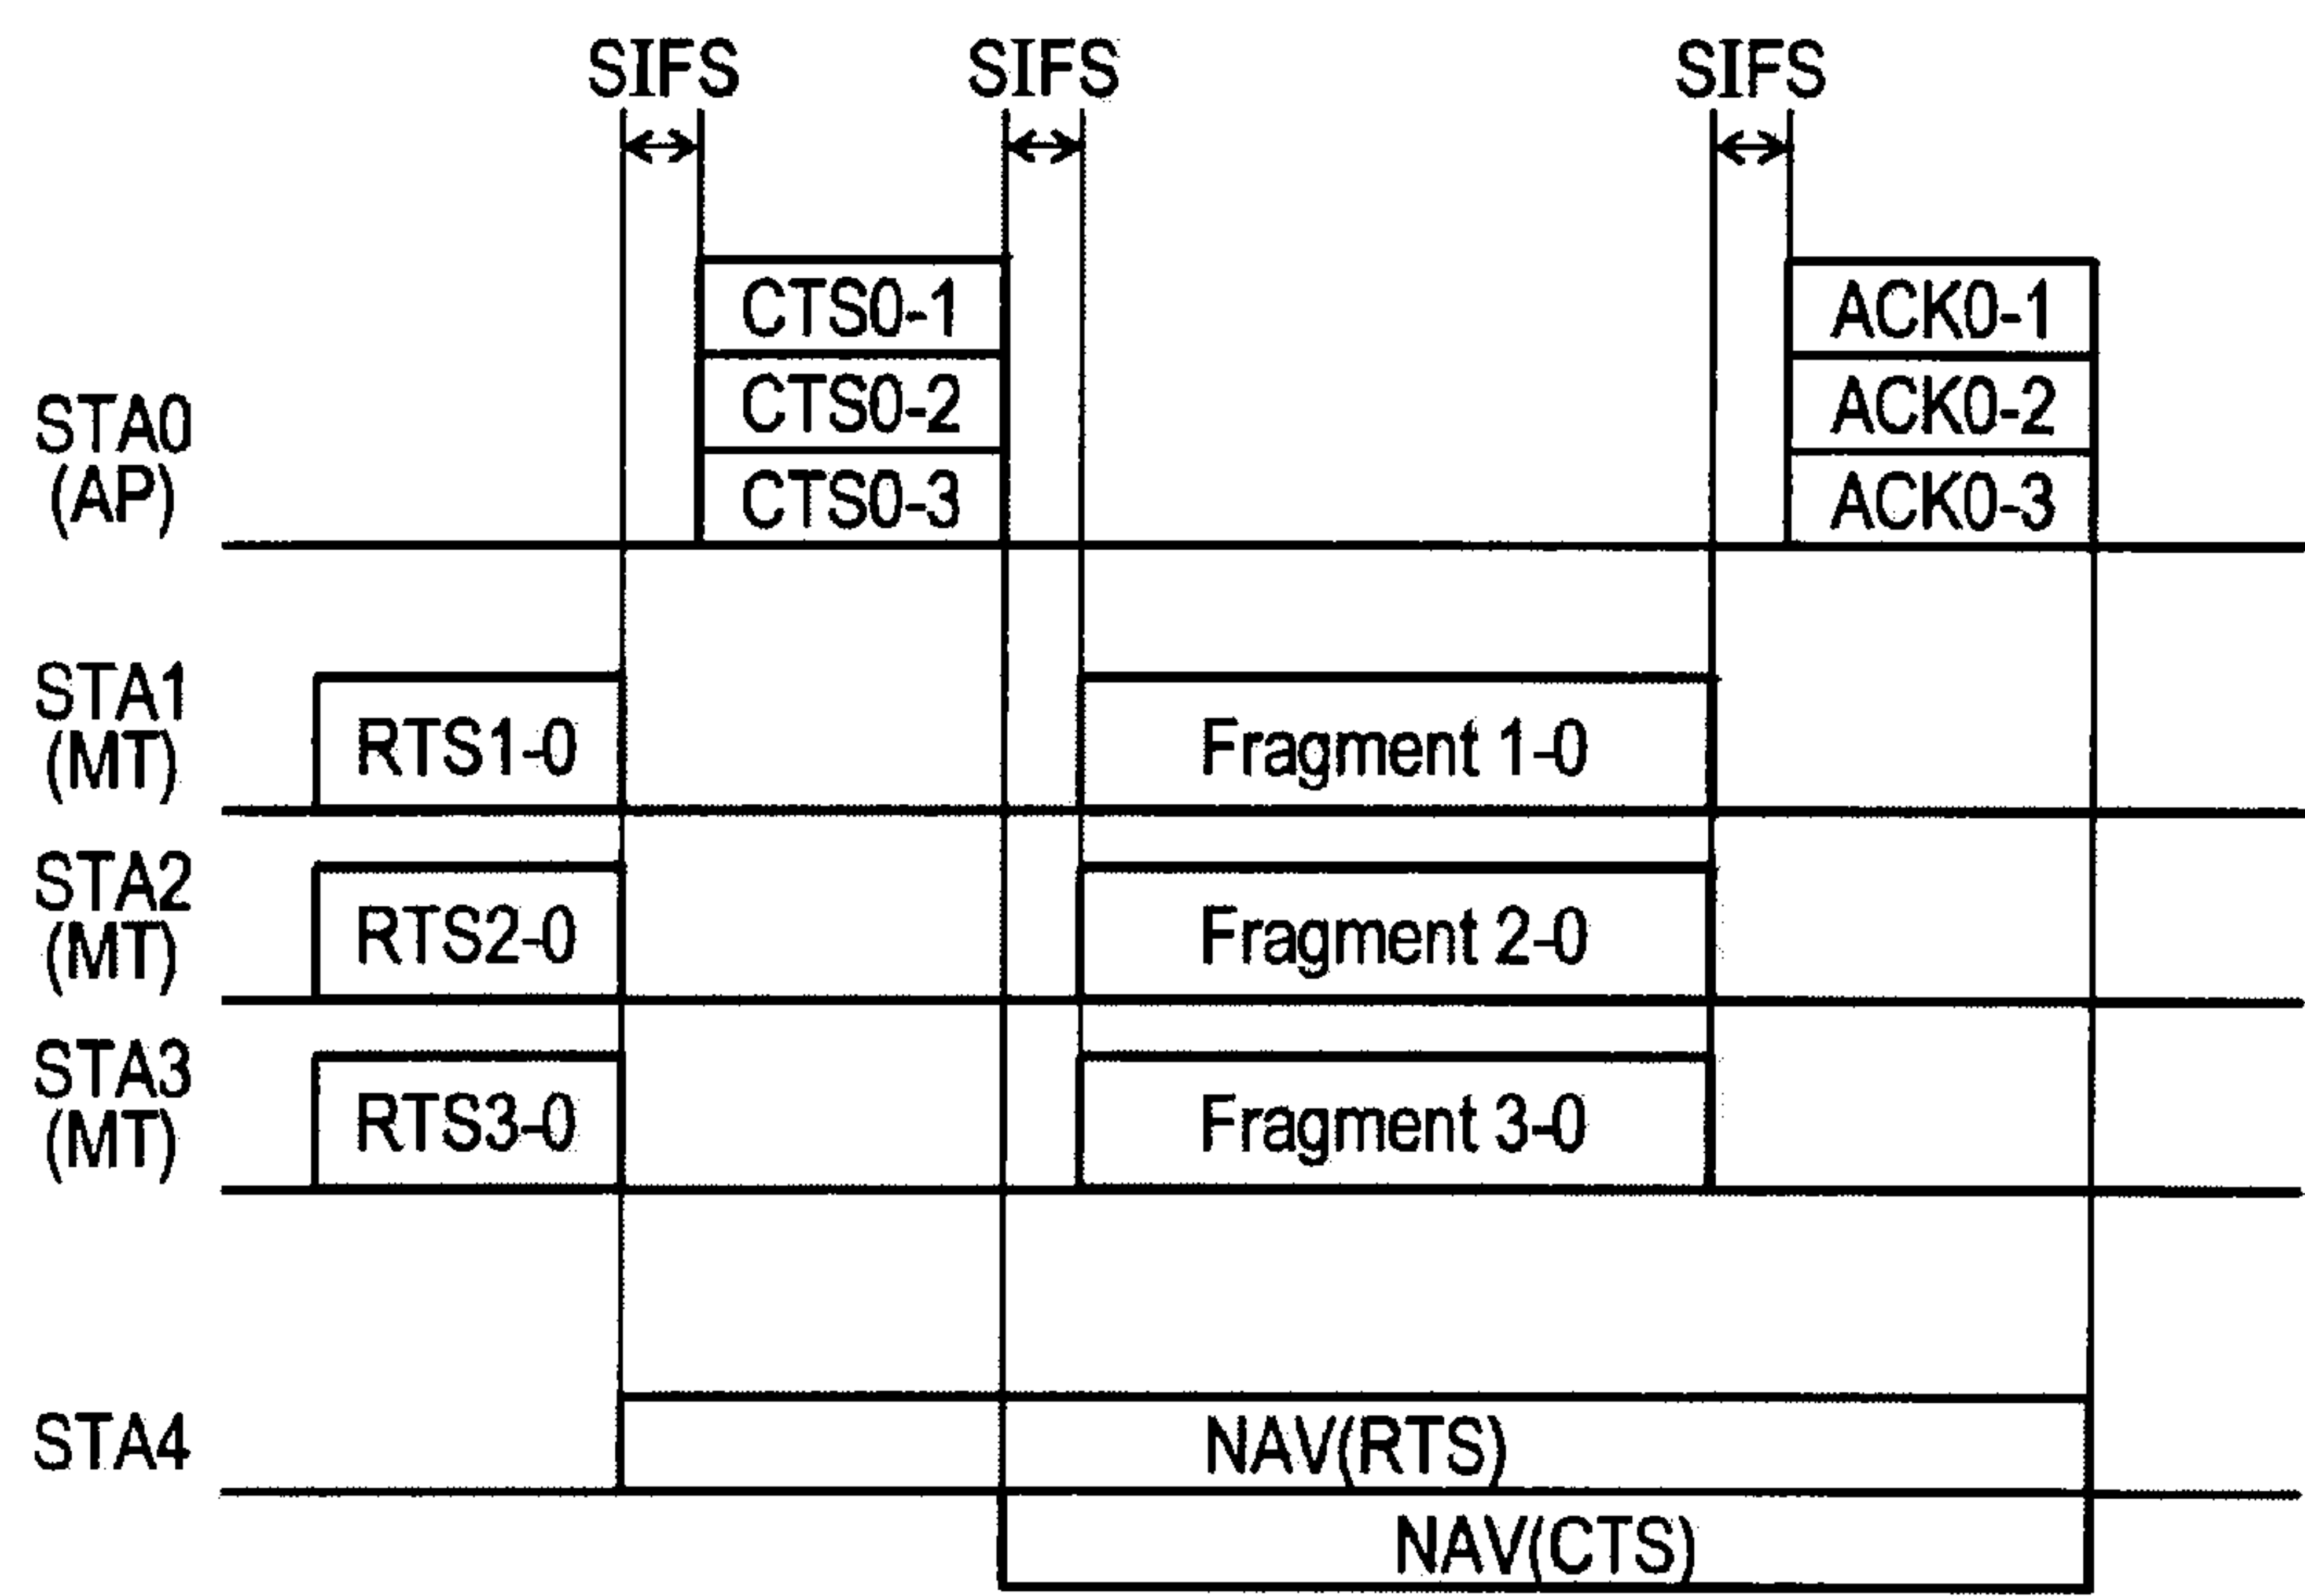 SIFS SIFS SIFS
CTS0-1 ACK0-1
CTS0-2 ACK0-2
CTS0-3 ACK0-3
STA0
(AP)
STA1
(MT)
RTS1-0 Fragment 1-0
STA2
(MT)
RTS2-0 Fragment 2-0
STA3
(MT)
RTS3-0 Fragment 3-0
STA4
NAV(RTS)
NAV(CTS)